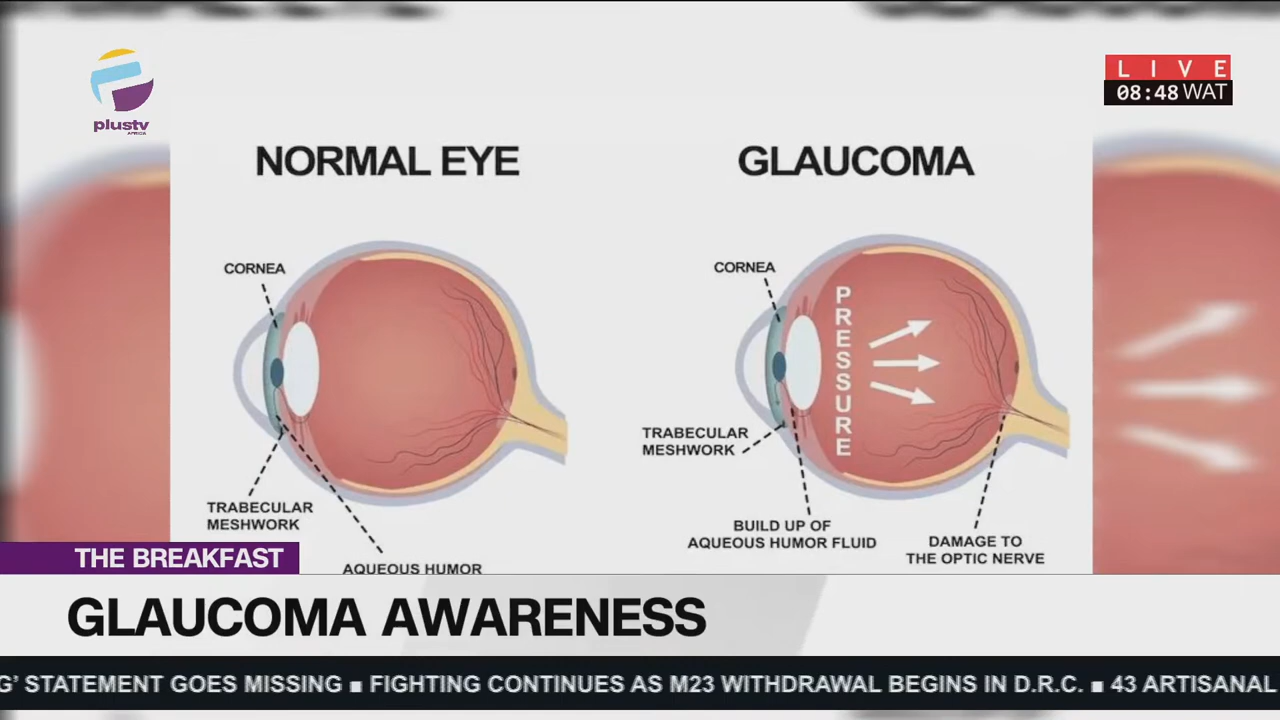 plustv
AFRICA
LIVE
08:48 WAT
NORMAL EYE
GLAUCOMA
CORNEA
TRABECULAR
MESHWORK
AQUEOUS HUMOR
CORNEA
PRESSURE
TRABECULAR
MESHWORK
BUILD UP OF
AQUEOUS HUMOR FLUID
DAMAGE TO
THE OPTIC NERVE
THE BREAKFAST
GLAUCOMA AWARENESS
G' STATEMENT GOES MISSING ■ FIGHTING CONTINUES AS M23 WITHDRAWAL BEGINS IN D.R.C. ■ 43 ARTISANAL